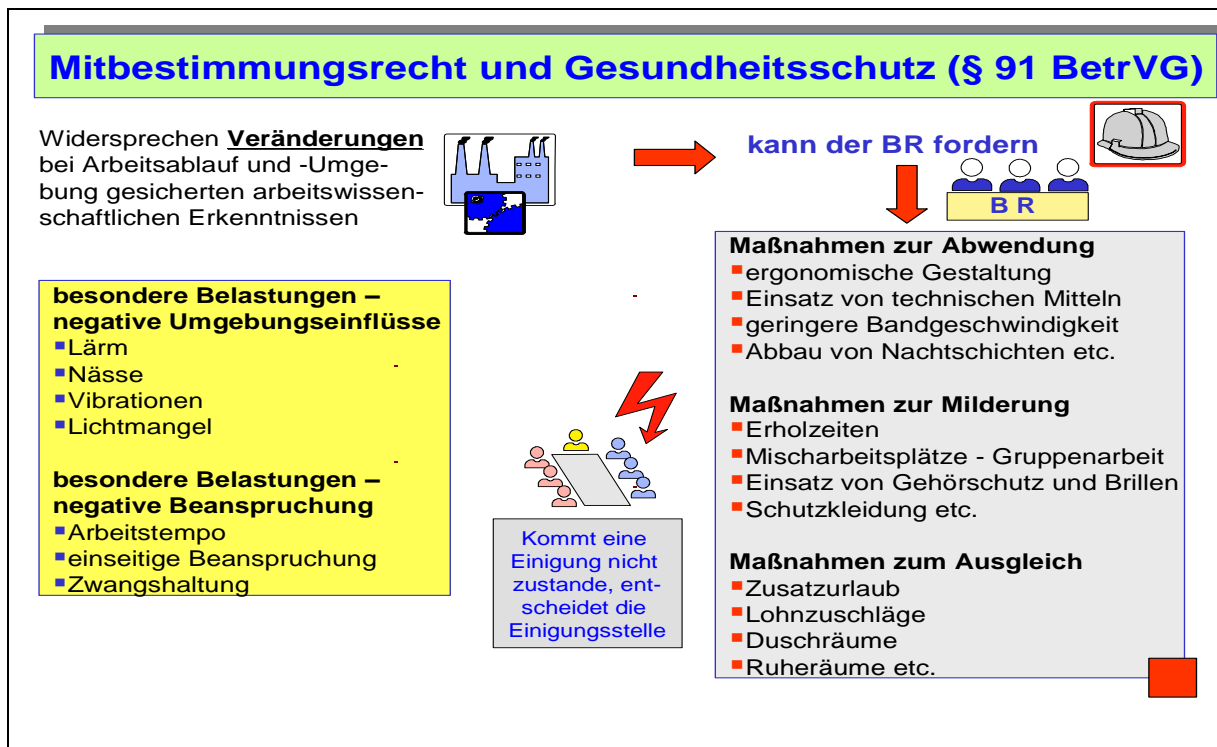 Mitbestimmungsrecht und Gesundheitsschutz (§ 91 BetrVG)
Widersprechen Veränderungen
bei Arbeitsablauf und -Umge-
bung gesicherten arbeitswissen-
schaftlichen Erkenntnissen
kann der BR fordern
B R
besondere Belastungen –
negative Umgebungseinflüsse
Lärm
Nässe
Vibrationen
Lichtmangel
besondere Belastungen –
negative Beanspruchung
Arbeitstempo
einseitige Beanspruchung
Zwangshaltung
Kommt eine
Einigung nicht
zustande, ent-
scheidet die
Einigungsstelle
Maßnahmen zur Abwendung
ergonomische Gestaltung
Einsatz von technischen Mitteln
geringere Bandgeschwindigkeit
Abbau von Nachtschichten etc.
Maßnahmen zur Milderung
Erholzeiten
Mischarbeitsplätze - Gruppenarbeit
Einsatz von Gehörschutz und Brillen
Schutzkleidung etc.
Maßnahmen zum Ausgleich
Zusatzurlaub
Lohnzuschläge
Duschräume
Ruheräume etc.